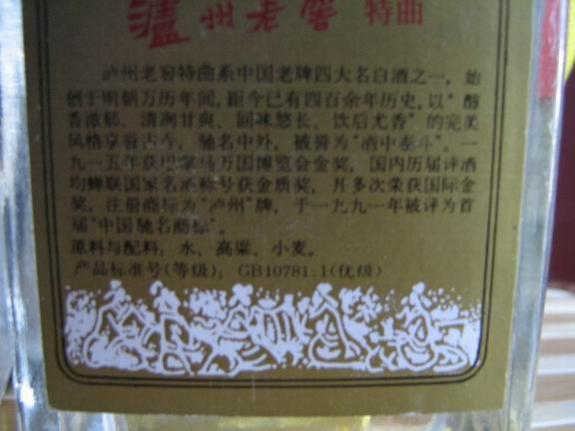 泸州老窖 特曲
泸州老窖特曲系中国老牌四大名白酒之一，始
创于明朝万历年间，距今已有四百余年历史，以“醇
香浓郁、清冽甘爽、回味悠长、饮后尤香”的完美
风格享誉古今，驰名中外，被誉为“酒中泰斗”。一
九一五年获巴拿马万国博览会金奖，国内历届评酒
均蝉联国家名酒称号获金质奖，并多次荣获国际金
奖，注册商标为“泸州”牌，于一九九一年被评为首
届“中国驰名商标”。
原料与配料：水、高粱、小麦。
产品标准号(等级)：GB10781.1(优级)